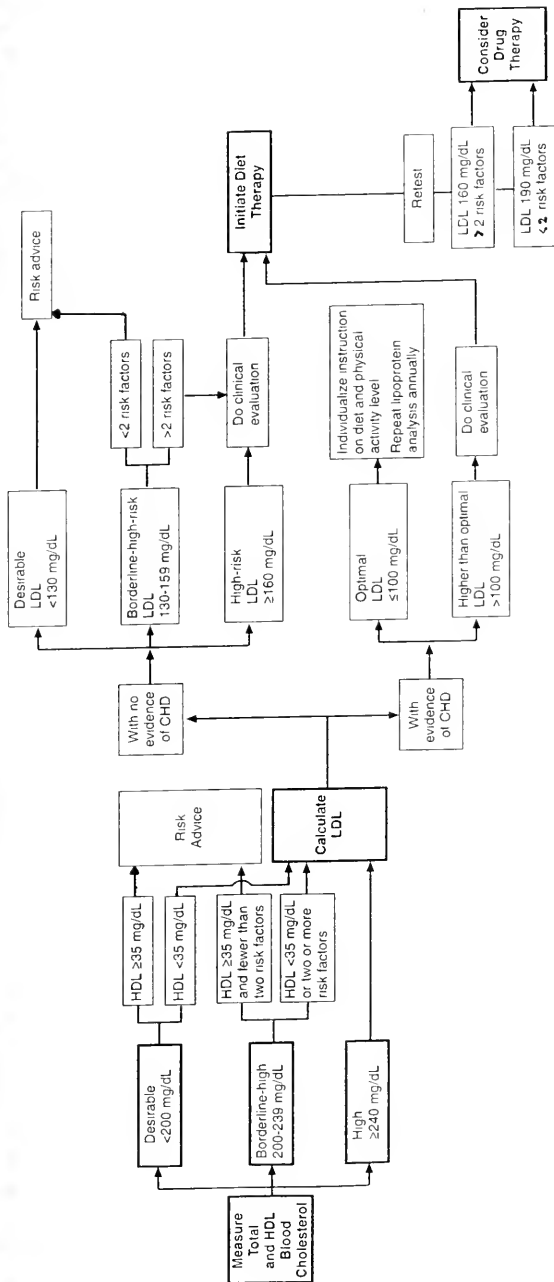 Measure
Total
and HDL
Blood
Cholesterol
Desirable
<200 mg/dL
Borderline-high
200-239 mg/dL
High
≥240 mg/dL
HDL ≥35 mg/dL
HDL <35 mg/dL
HDL ≥35 mg/dL
and fewer than
two risk factors
HDL <35 mg/dL
or two or more
risk factors
Risk
Advice
Calculate
LDL
With no
evidence
of CHD
With
evidence
of CHD
Desirable
LDL
<130 mg/dL
Borderline-high-risk
LDL
130-159 mg/dL
High-risk
LDL
≥160 mg/dL
Optimal
LDL
≤100 mg/dL
Higher than optimal
LDL
>100 mg/dL
<2 risk factors
>2 risk factors
Do clinical
evaluation
Individualize instruction
on diet and physical
activity level
Repeat lipoprotein
analysis annually
Do clinical
evaluation
Risk advice
Initiate Diet
Therapy
Retest
LDL 160 mg/dL
>2 risk factors
LDL 190 mg/dL
<2 risk factors
Consider
Drug
Therapy